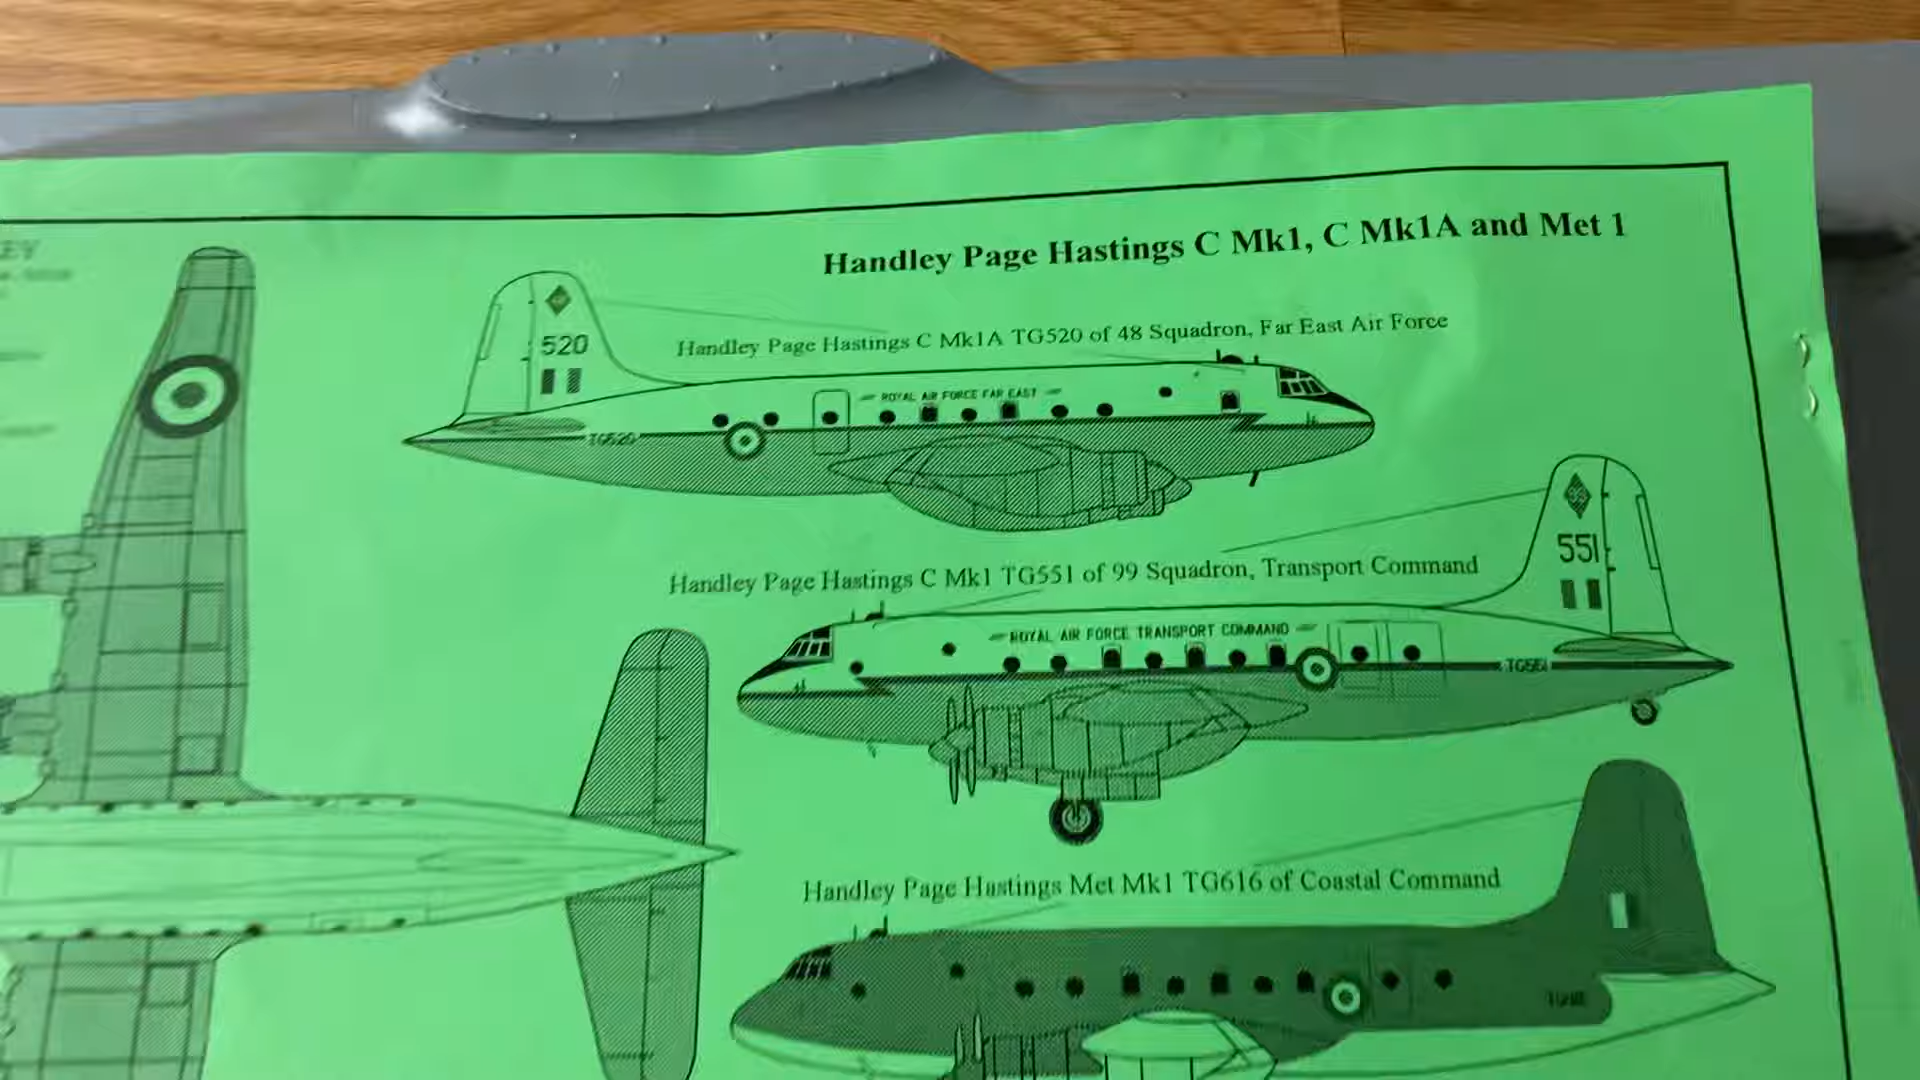 Handley Page Hastings C Mk1, C Mk1A and Met 1
Handley Page Hastings C Mk1A TG520 of 48 Squadron, Far East Air Force
520
ROYAL AIR FORCE FAR EAST
TG520
Handley Page Hastings C Mk1 TG551 of 99 Squadron, Transport Command
99
551
ROYAL AIR FORCE TRANSPORT COMMAND
TG551
Handley Page Hastings Met Mk1 TG616 of Coastal Command